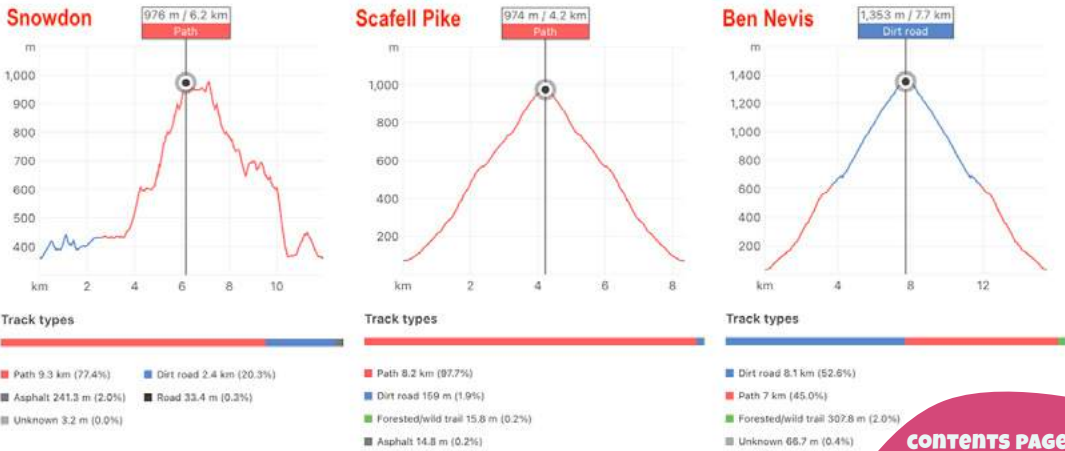 Snowdon
976 m / 6.2 km
Path
m
1,000
900
800
700
600
500
400
km 2 4 6 8 10
Track types
Path 9.3 km (77.4%) Dirt road 2.4 km (20.3%)
Asphalt 241.3 m (2.0%) Road 33.4 m (0.3%)
Unknown 3.2 m (0.0%)
Scafell Pike
974 m / 4.2 km
Path
m
1,000
800
600
400
200
km 2 4 6 8
Track types
Path 8.2 km (97.7%)
Dirt road 159 m (1.9%)
Forested/wild trail 15.8 m (0.2%)
Asphalt 14.8 m (0.2%)
Ben Nevis
1,353 m / 7.7 km
Dirt road
m
1,400
1,200
1,000
800
600
400
200
km 4 8 12
Track types
Dirt road 8.1 km (52.6%)
Path 7 km (45.0%)
Forested/wild trail 307.8 m (2.0%)
Unknown 66.7 m (0.4%)
CONTENTS PAGE